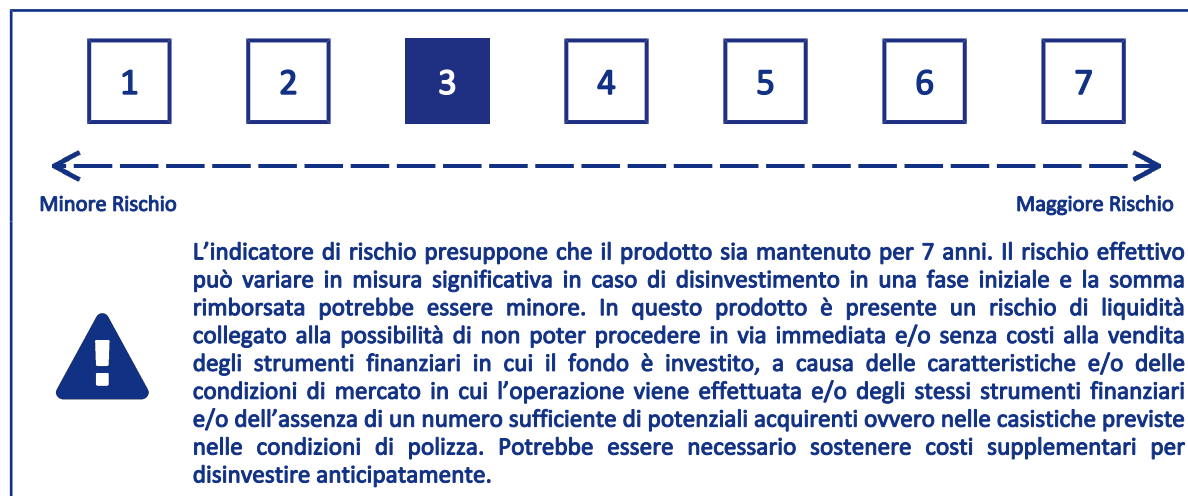 1 2 3 4 5 6 7
Minore Rischio Maggiore Rischio
L'indicatore di rischio presuppone che il prodotto sia mantenuto per 7 anni. Il rischio effettivo
può variare in misura significativa in caso di disinvestimento in una fase iniziale e la somma
rimborsata potrebbe essere minore. In questo prodotto è presente un rischio di liquidità
collegato alla possibilità di non poter procedere in via immediata e/o senza costi alla vendita
degli strumenti finanziari in cui il fondo è investito, a causa delle caratteristiche e/o delle
condizioni di mercato in cui l'operazione viene effettuata e/o degli stessi strumenti finanziari
e/o dell'assenza di un numero sufficiente di potenziali acquirenti ovvero nelle casistiche previste
nelle condizioni di polizza. Potrebbe essere necessario sostenere costi supplementari per
disinvestire anticipatamente.